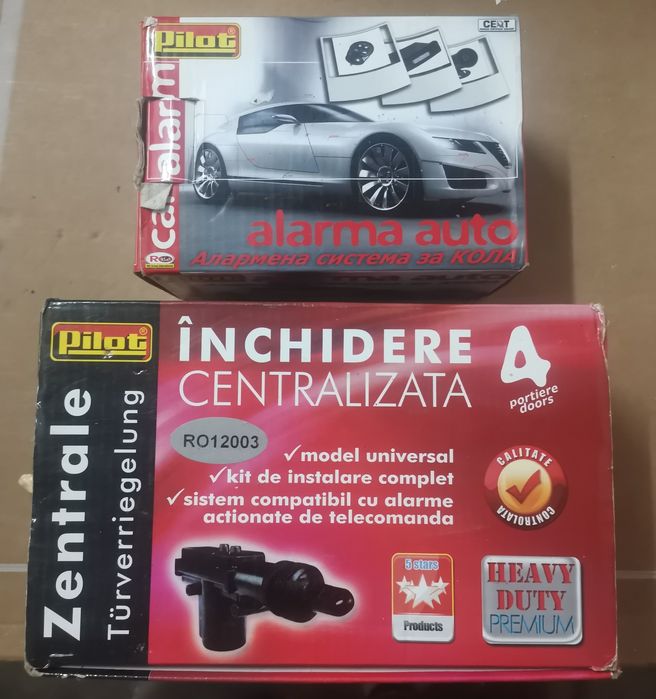 Pilot®
CENT
car alarm
alarma auto
Алармена система за КОЛА
Pilot®
ÎNCHIDERE
CENTRALIZATA
4
portiere
doors
Zentrale
Türverriegelung
RO12003
✓model universal
✓kit de instalare complet
✓sistem compatibil cu alarme
actionate de telecomanda
CALITATE
CONTROLATA
5 stars
Products
HEAVY
DUTY
PREMIUM